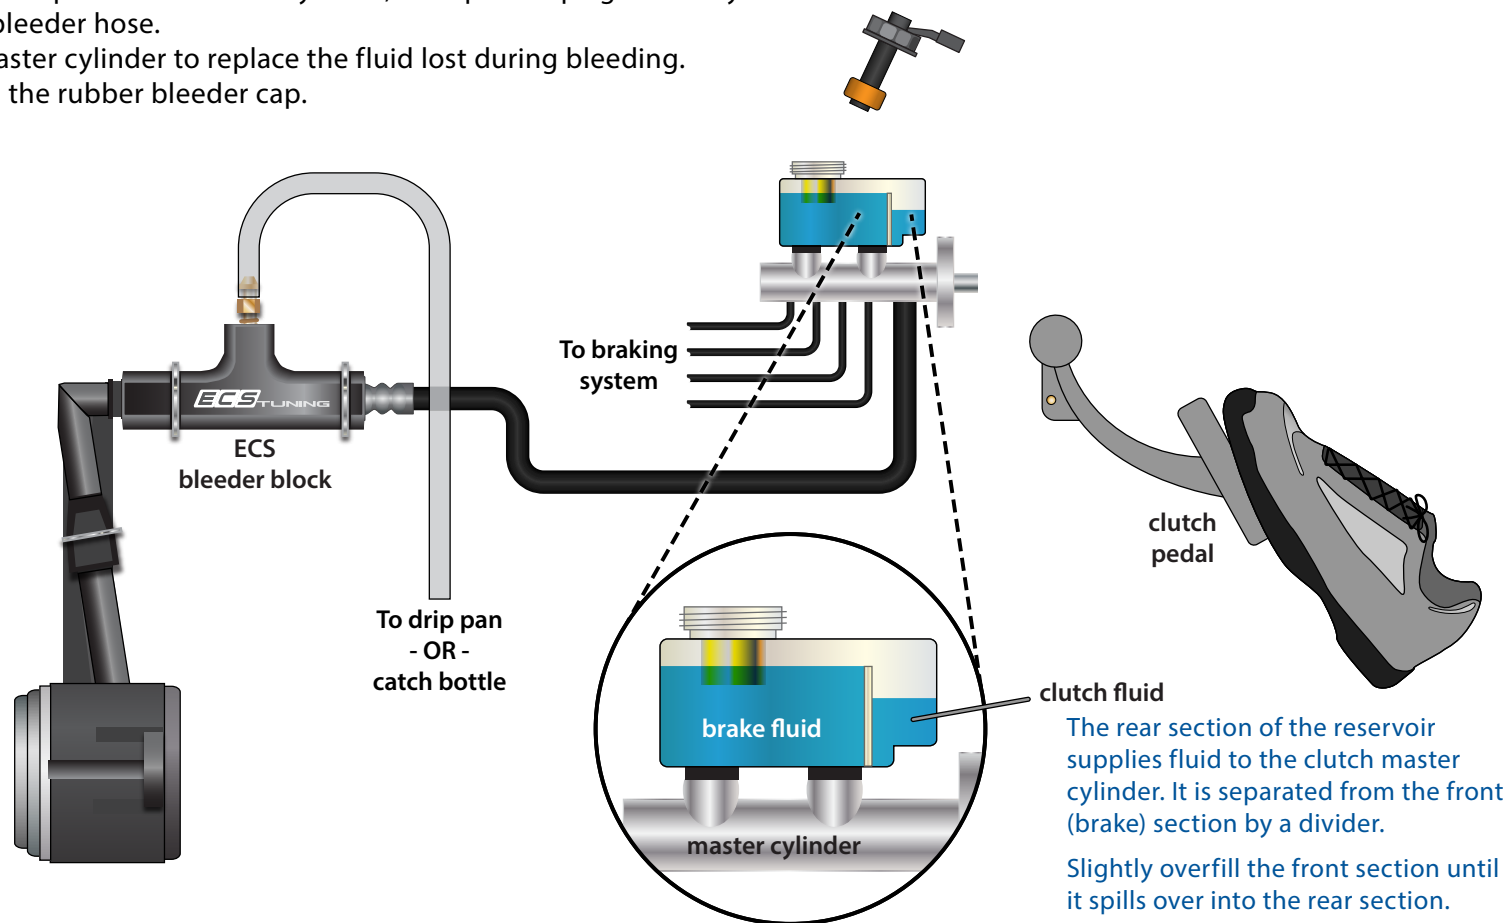 bleeder hose.
aster cylinder to replace the fluid lost during bleeding.
the rubber bleeder cap.
To braking
system
ECS TUNING
ECS
bleeder block
clutch
pedal
To drip pan
- OR -
catch bottle
clutch fluid
brake fluid
master cylinder
The rear section of the reservoir
supplies fluid to the clutch master
cylinder. It is separated from the front
(brake) section by a divider.
Slightly overfill the front section until
it spills over into the rear section.